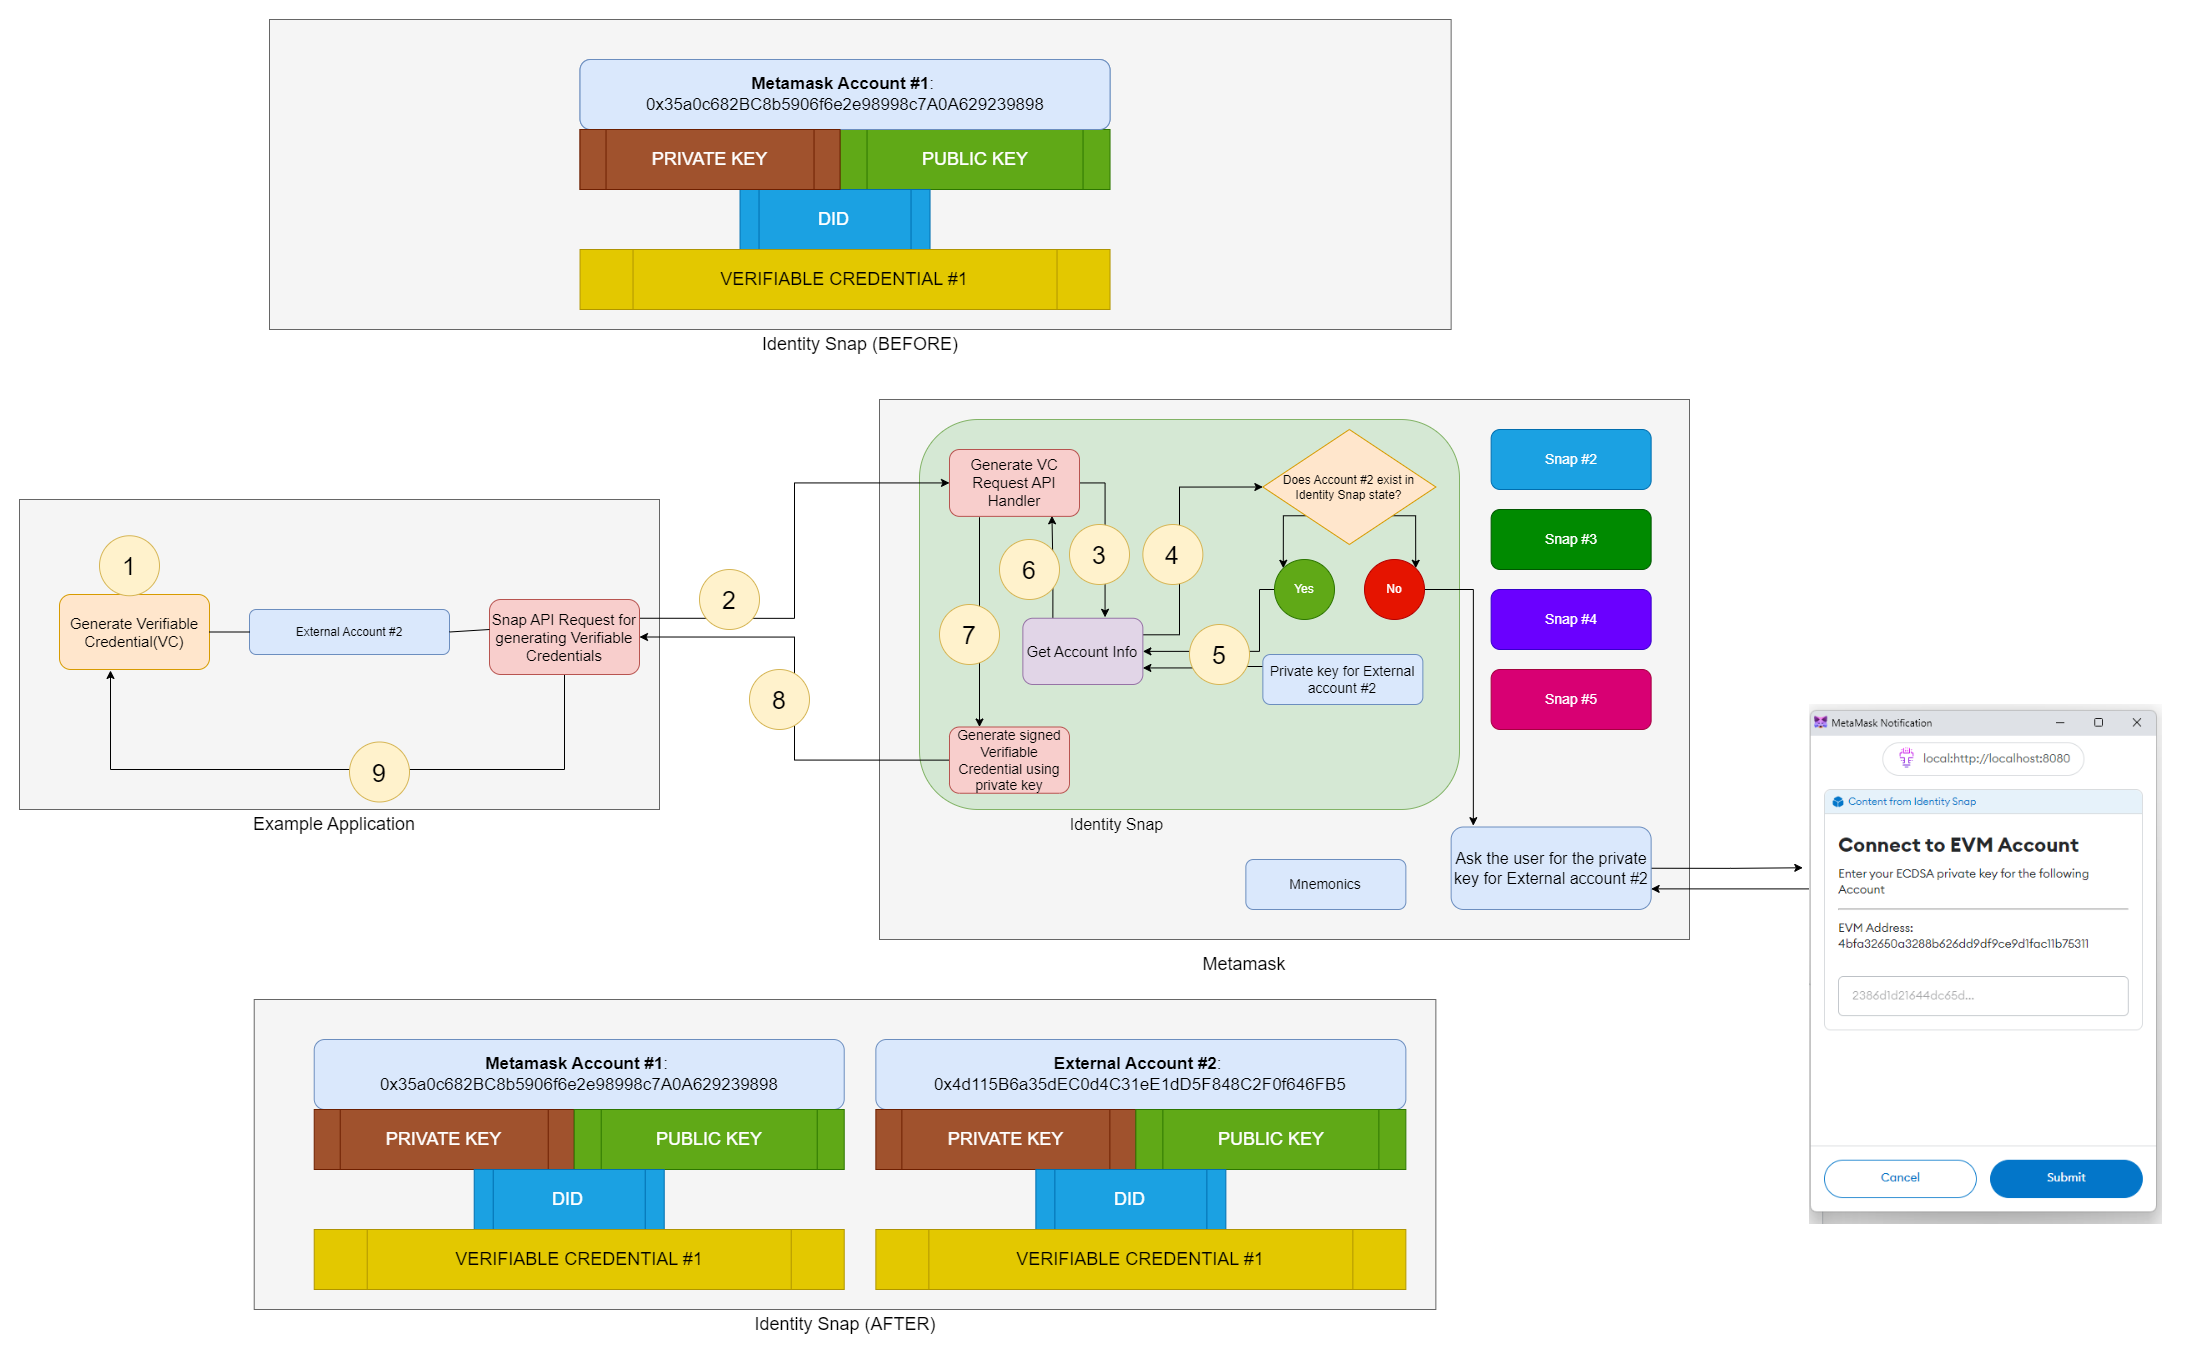 Metamask Account #1:
0x35a0c682BC8b5906f6e2e98998c7A0A629239898
PRIVATE KEY
PUBLIC KEY
DID
VERIFIABLE CREDENTIAL #1
Identity Snap (BEFORE)
1
Generate Verifiable
Credential(VC)
External Account #2
Snap API Request for
generating Verifiable
Credentials
9
Example Application
2
8
Generate VC
Request API
Handler
3
4
6
7
5
Get Account Info
Does Account #2 exist in
Identity Snap state?
Yes
No
Private key for External
account #2
Generate signed
Verifiable
Credential using
private key
Identity Snap
Snap #2
Snap #3
Snap #4
Snap #5
Mnemonics
Ask the user for the private
key for External account #2
Metamask
MetaMask Notification
local:http://localhost:8080
Content from Identity Snap
Connect to EVM Account
Enter your ECDSA private key for the following
Account
EVM Address:
4bfa32650a3288b626dd9df9ce9d1fac11b75311
2386d1d21644dc65d...
Cancel
Submit
Metamask Account #1:
0x35a0c682BC8b5906f6e2e98998c7A0A629239898
PRIVATE KEY
PUBLIC KEY
DID
VERIFIABLE CREDENTIAL #1
External Account #2:
0x4d115B6a35dEC0d4C31eE1dD5F848C2F0f646FB5
PRIVATE KEY
PUBLIC KEY
DID
VERIFIABLE CREDENTIAL #1
Identity Snap (AFTER)